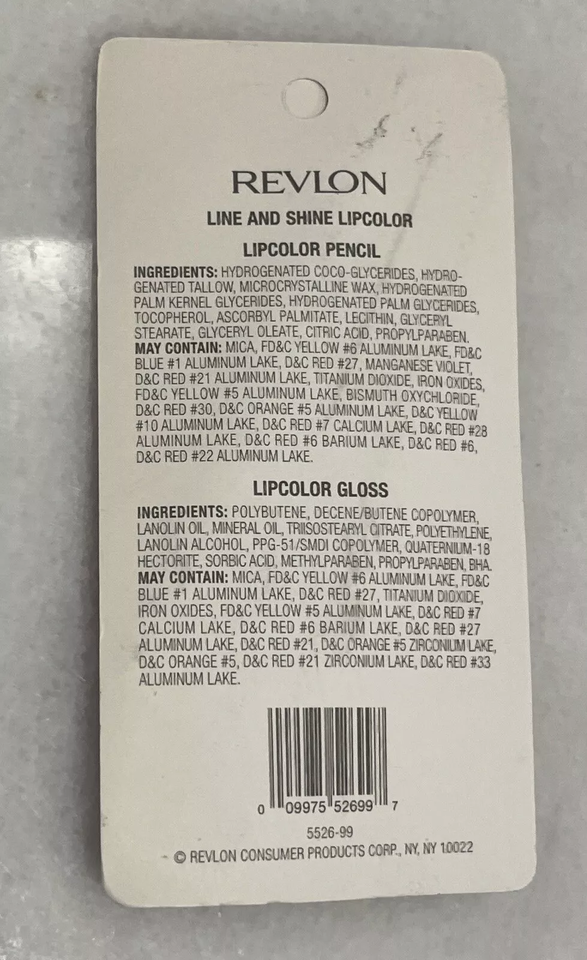 REVLON
LINE AND SHINE LIPCOLOR
LIPCOLOR PENCIL
INGREDIENTS: HYDROGENATED COCO-GLYCERIDES, HYDRO-
GENATED TALLOW, MICROCRYSTALLINE WAX, HYDROGENATED
PALM KERNEL GLYCERIDES, HYDROGENATED PALM GLYCERIDES,
TOCOPHEROL, ASCORBYL PALMITATE, LECITHIN, GLYCERYL
STEARATE, GLYCERYL OLEATE, CITRIC ACID, PROPYLPARABEN.
MAY CONTAIN: MICA, FD&C YELLOW #6 ALUMINUM LAKE, FD&C
BLUE #1 ALUMINUM LAKE, D&C RED #27, MANGANESE VIOLET,
D&C RED #21 ALUMINUM LAKE, TITANIUM DIOXIDE, IRON OXIDES,
FD&C YELLOW #5 ALUMINUM LAKE, BISMUTH OXYCHLORIDE,
D&C RED #30, D&C ORANGE #5 ALUMINUM LAKE, D&C YELLOW
#10 ALUMINUM LAKE, D&C RED #7 CALCIUM LAKE, D&C RED #28
ALUMINUM LAKE, D&C RED #6 BARIUM LAKE, D&C RED #6,
D&C RED #22 ALUMINUM LAKE.
LIPCOLOR GLOSS
INGREDIENTS: POLYBUTENE, DECENE/BUTENE COPOLYMER,
LANOLIN OIL, MINERAL OIL, TRIISOSTEARYL CITRATE, POLYETHYLENE,
LANOLIN ALCOHOL, PPG-51/SMDI COPOLYMER, QUATERNIUM-18
HECTORITE, SORBIC ACID, METHYLPARABEN, PROPYLPARABEN, BHA.
MAY CONTAIN: MICA, FD&C YELLOW #6 ALUMINUM LAKE, FD&C
BLUE #1 ALUMINUM LAKE, D&C RED #27, TITANIUM DIOXIDE,
IRON OXIDES, FD&C YELLOW #5 ALUMINUM LAKE, D&C RED #7
CALCIUM LAKE, D&C RED #6 BARIUM LAKE, D&C RED #27
ALUMINUM LAKE, D&C RED #21, D&C ORANGE #5 ZIRCONIUM LAKE,
D&C ORANGE #5, D&C RED #21 ZIRCONIUM LAKE, D&C RED #33
ALUMINUM LAKE.
0 09975 52699 7
5526-99
© REVLON CONSUMER PRODUCTS CORP., NY, NY 10022